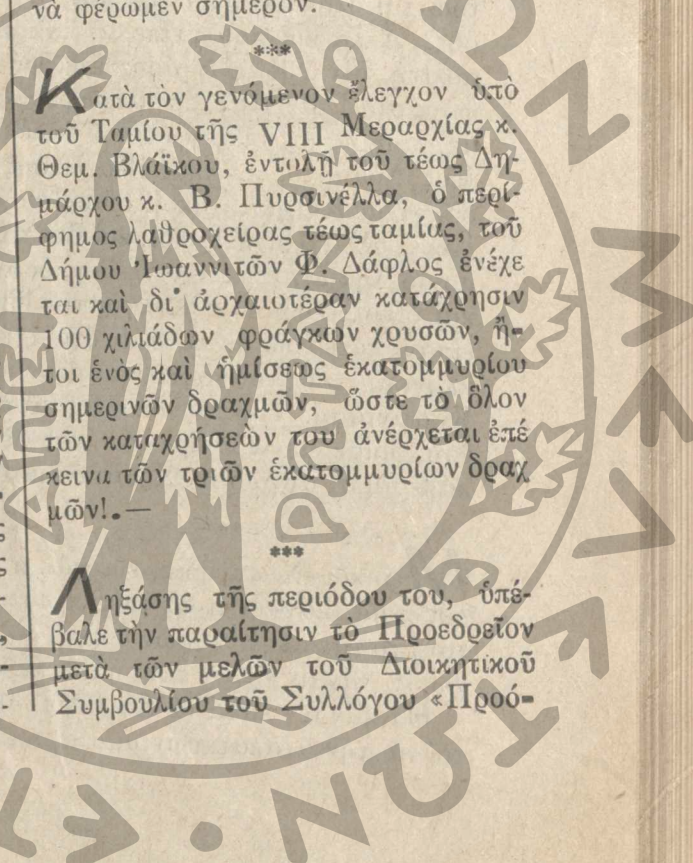 νὰ φέρωμεν σήμερον.
***
Κατὰ τὸν γενόμενον ἔλεγχον ὑπὸ
τοῦ Ταμίου τῆς VIII Μεραρχίας κ.
Θεμ. Βλάϊκου, ἐντολῇ τοῦ τέως Δη-
μάρχου κ. Β. Πυρσινέλλα, ὁ περί-
φημος λαθροχείρας τέως ταμίας, τοῦ
Δήμου Ἰωαννιτῶν Φ. Δάφλος ἐνέχε
ται καὶ δι' ἀρχαιοτέραν κατάχρησιν
100 χιλιάδων φράγκων χρυσῶν, ἤ-
τοι ἑνὸς καὶ ἡμίσεως ἑκατομμυρίου
σημερινῶν δραχμῶν, ὥστε τὸ ὅλον
τῶν καταχρήσεὼν του ἀνέρχεται ἐπέ
κεινα τῶν τριῶν ἑκατομμυρίων δραχ
μῶν!.—
***
Ληξάσης τῆς περιόδου του, ὑπέ-
βαλε τὴν παραίτησιν τὸ Προεδρεῖον
μετὰ τῶν μελῶν τοῦ Διοικητικοῦ
Συμβουλίου τοῦ Συλλόγου «Προό-